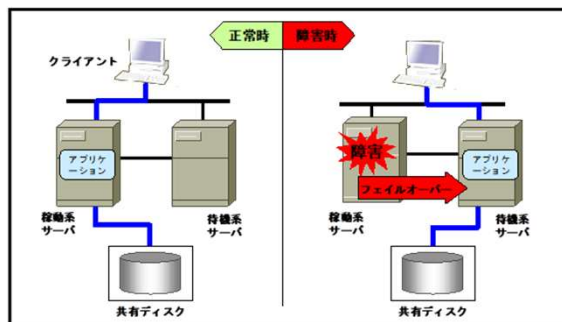 正常時
障害時
クライアント
アプリケ
ーション
稼動系
サーバ
待機系
サーバ
共有ディスク
障害
フェイルオーバー
アプリケ
ーション
稼動系
サーバ
待機系
サーバ
共有ディスク